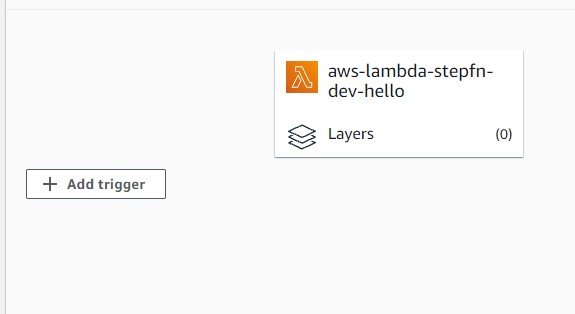 aws-lambda-stepfn-
dev-hello
Layers (0)
Add trigger